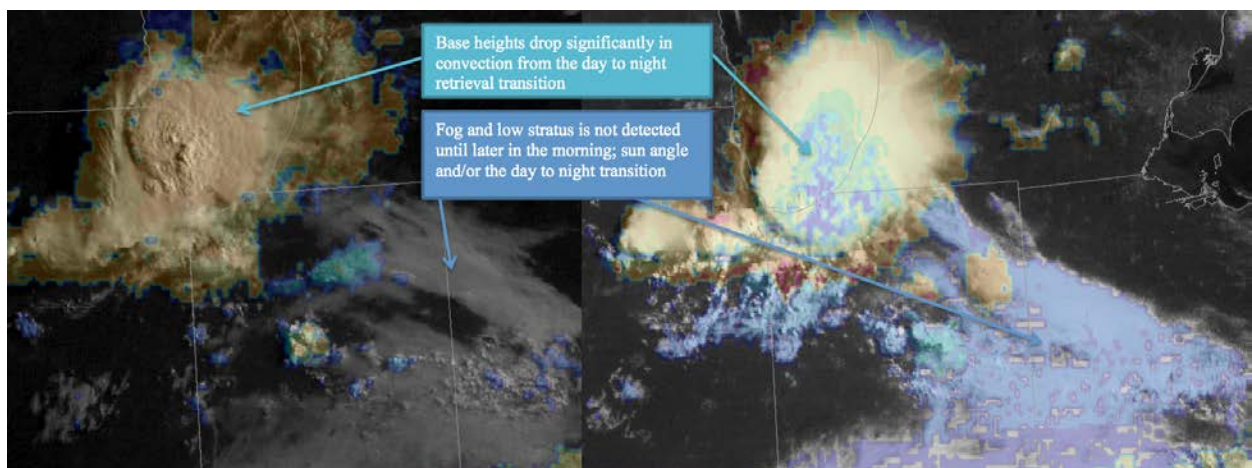 Base heights drop significantly in
convection from the day to night
retrieval transition
Fog and low stratus is not detected
until later in the morning; sun angle
and/or the day to night transition